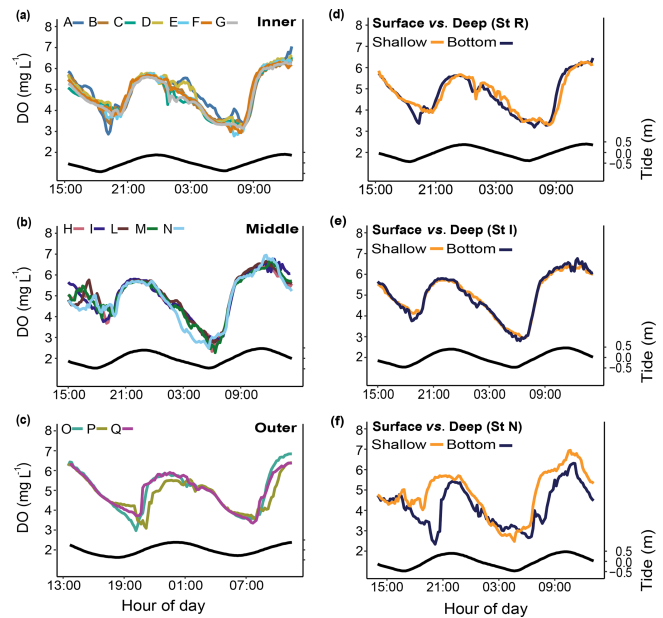 (a) A B C D E F G Inner
DO (mg L⁻¹)
7
6
5
4
3
2
15:00 21:00 03:00 09:00
(d) Surface vs. Deep (St R)
Shallow Bottom
7
6
5
4
3
2
0.5
0.0
−0.5
Tide (m)
15:00 21:00 03:00 09:00
(b) H I L M N Middle
DO (mg L⁻¹)
7
6
5
4
3
2
15:00 21:00 03:00 09:00
(e) Surface vs. Deep (St I)
Shallow Bottom
7
6
5
4
3
2
0.5
0.0
−0.5
Tide (m)
15:00 21:00 03:00 09:00
(c) O P Q Outer
DO (mg L⁻¹)
7
6
5
4
3
2
13:00 19:00 01:00 07:00
Hour of day
(f) Surface vs. Deep (St N)
Shallow Bottom
7
6
5
4
3
2
0.5
0.0
−0.5
Tide (m)
15:00 21:00 03:00 09:00
Hour of day